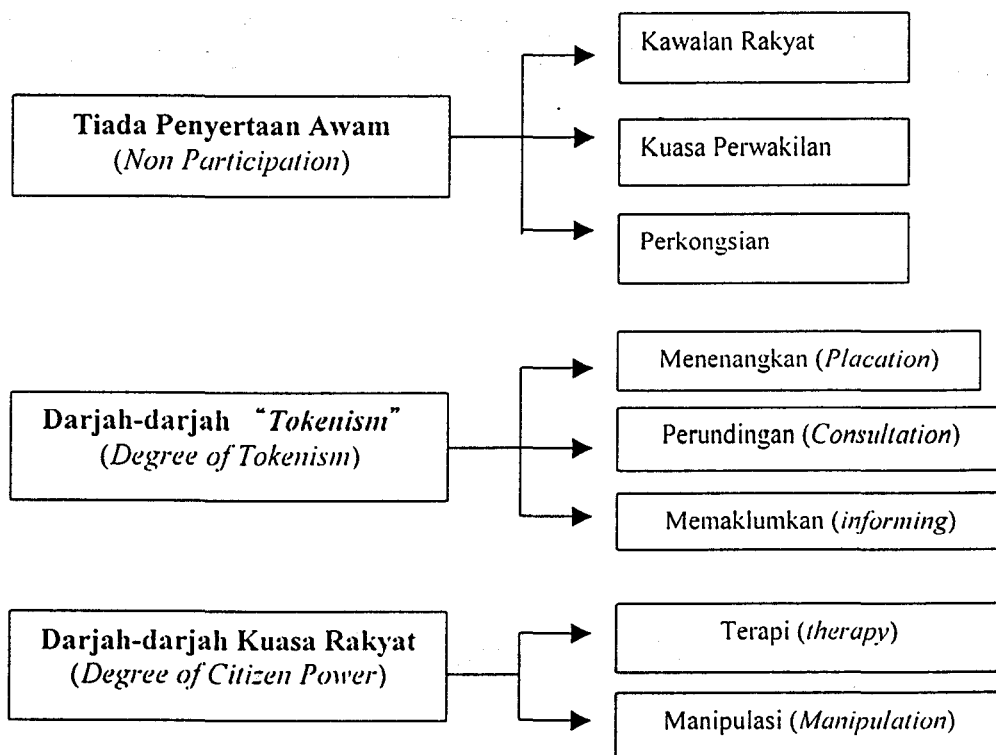 Kawalan Rakyat
Tiada Penyertaan Awam
(Non Participation)
Kuasa Perwakilan
Perkongsian
Menenangkan (Placation)
Darjah-darjah "Tokenism"
(Degree of Tokenism)
Perundingan (Consultation)
Memaklumkan (informing)
Darjah-darjah Kuasa Rakyat
(Degree of Citizen Power)
Terapi (therapy)
Manipulasi (Manipulation)